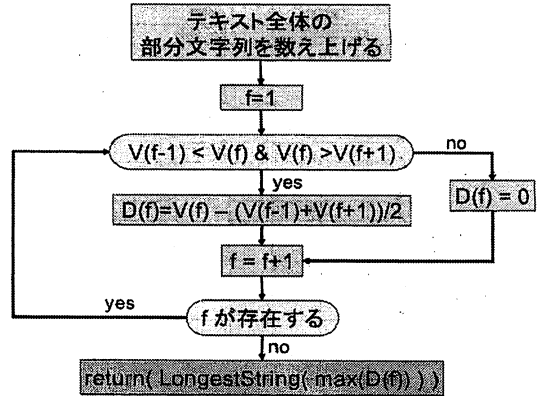 テキスト全体の
部分文字列を数え上げる
f=1
V(f-1) < V(f) & V(f) >V(f+1)
no
yes
D(f) = 0
D(f)=V(f) – (V(f-1)+V(f+1))/2
f = f+1
yes
f が存在する
no
return( LongestString( max(D(f)) ) )